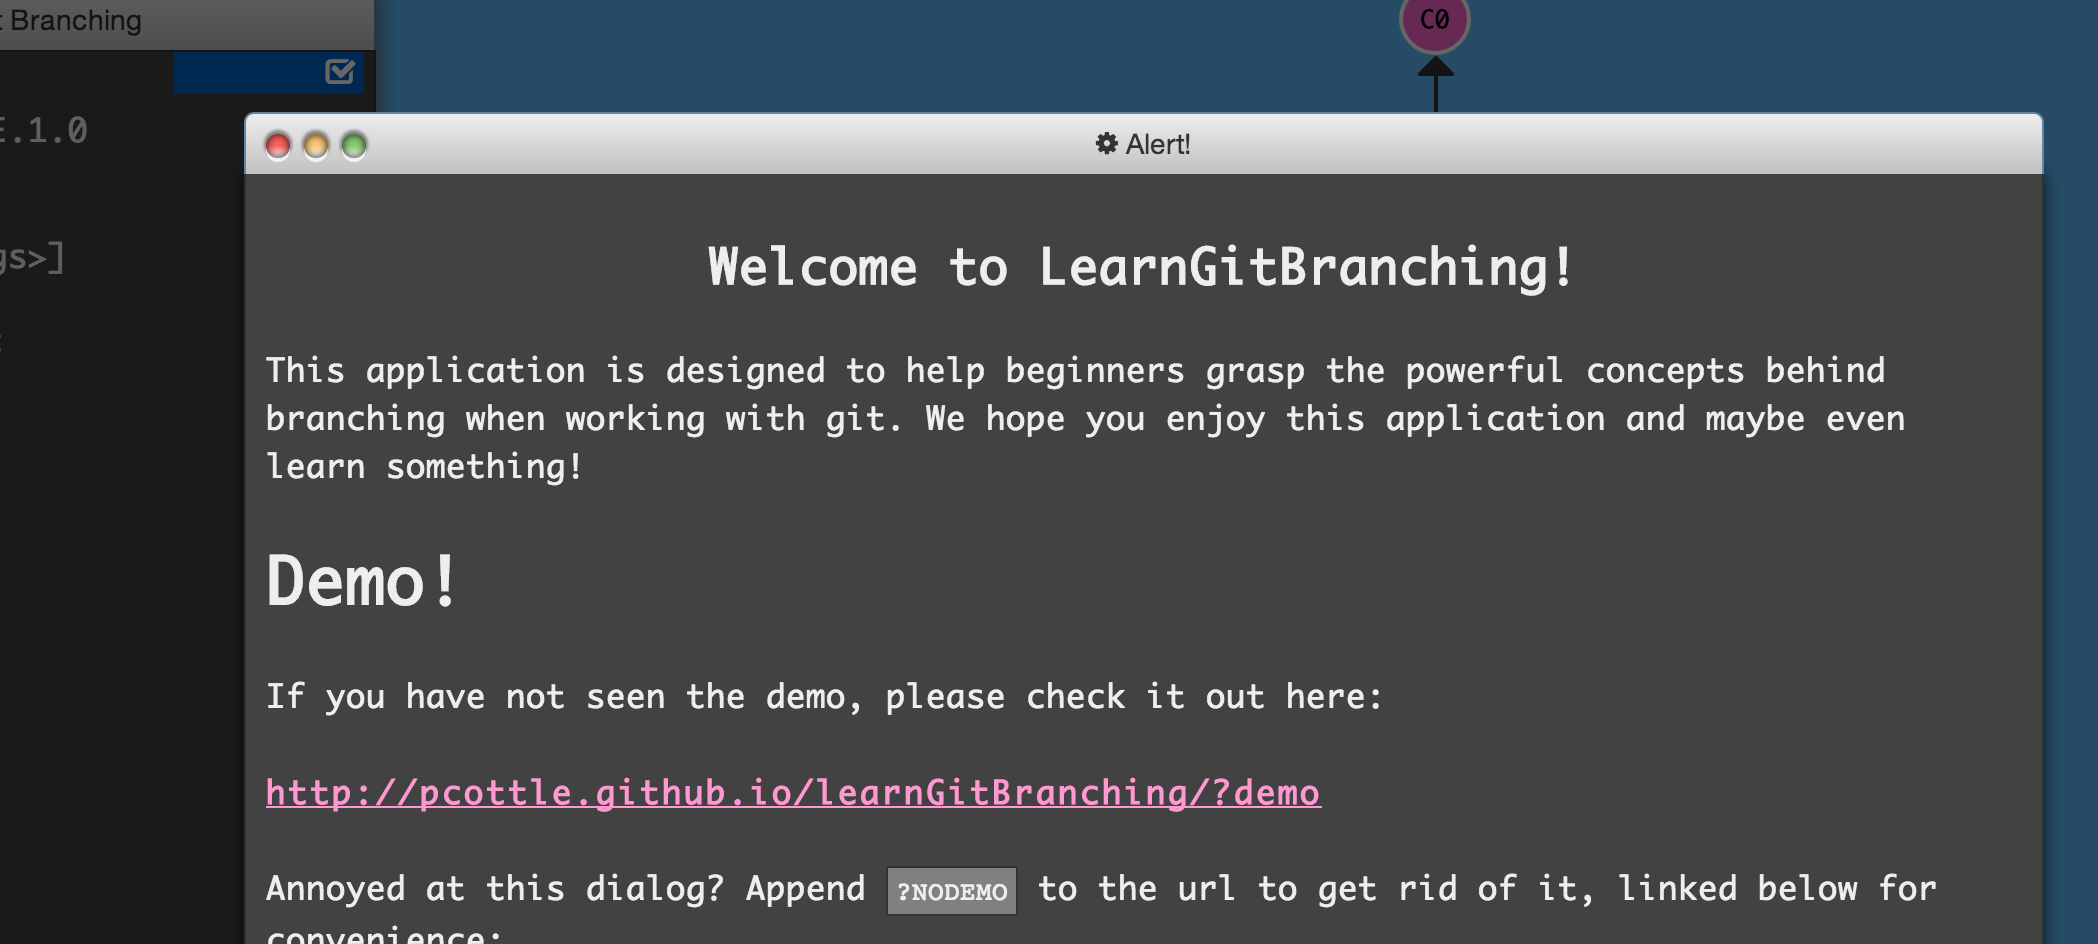 Branching
C0
.1.0
Alert!
gs>]
Welcome to LearnGitBranching!
This application is designed to help beginners grasp the powerful concepts behind
branching when working with git. We hope you enjoy this application and maybe even
learn something!
Demo!
If you have not seen the demo, please check it out here:
http://pcottle.github.io/learnGitBranching/?demo
Annoyed at this dialog? Append ?NODEMO to the url to get rid of it, linked below for
convenience: